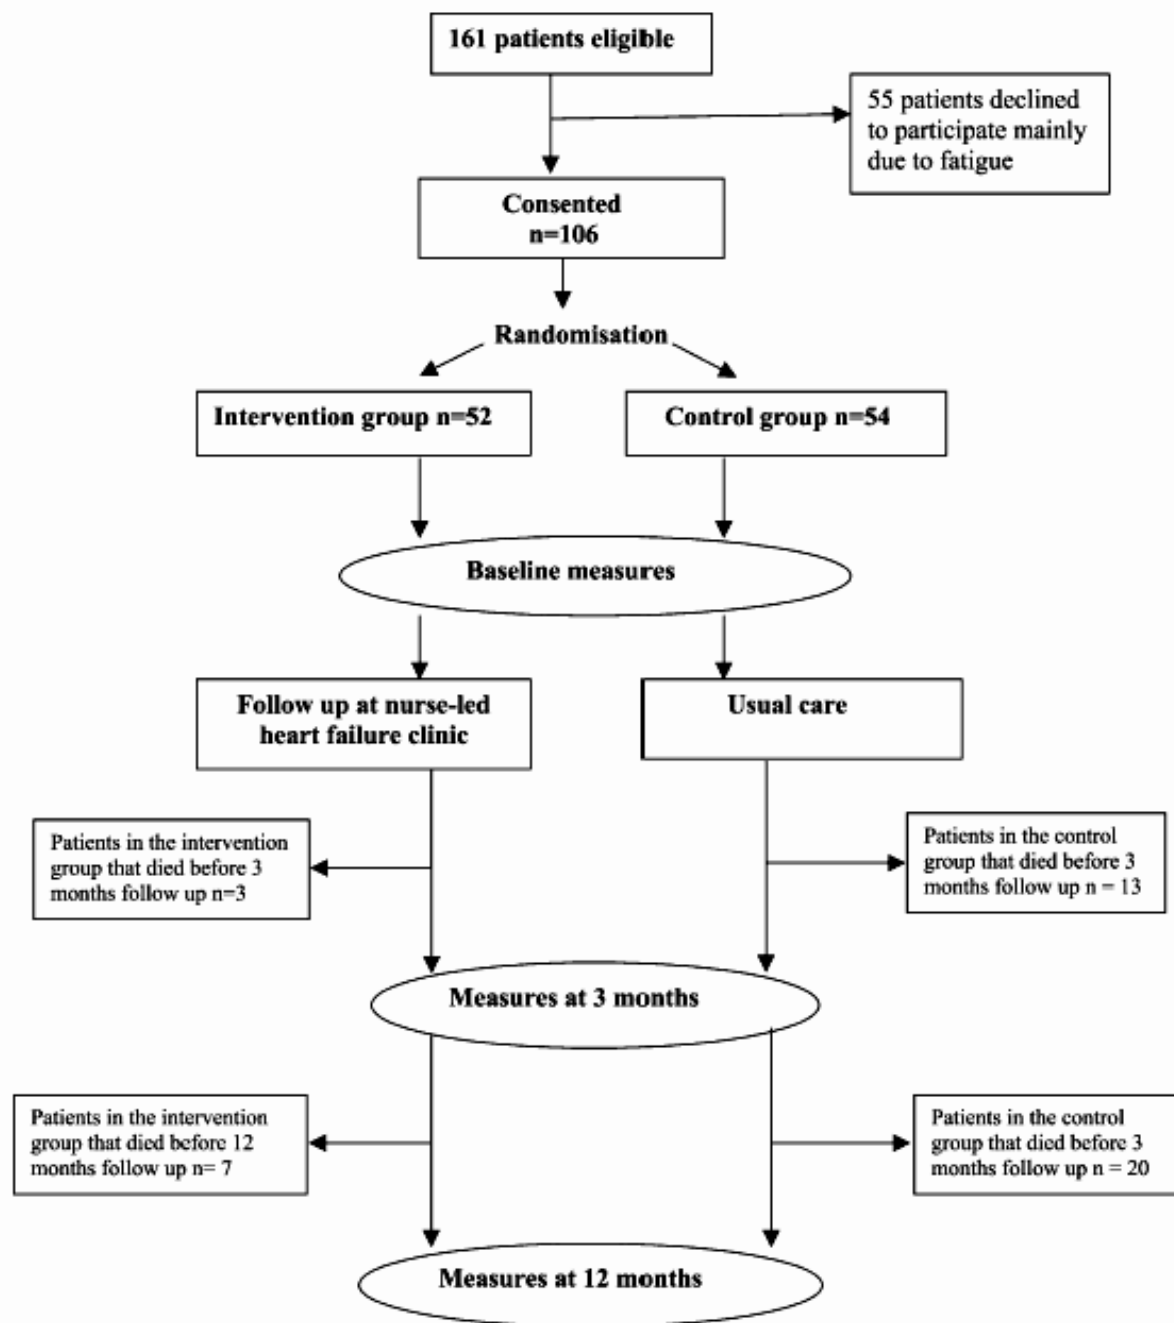 161 patients eligible
55 patients declined
to participate mainly
due to fatigue
Consented
n=106
Randomisation
Intervention group n=52
Control group n=54
Baseline measures
Follow up at nurse-led
heart failure clinic
Usual care
Patients in the intervention
group that died before 3
months follow up n=3
Patients in the control
group that died before 3
months follow up n = 13
Measures at 3 months
Patients in the intervention
group that died before 12
months follow up n= 7
Patients in the control
group that died before 3
months follow up n = 20
Measures at 12 months